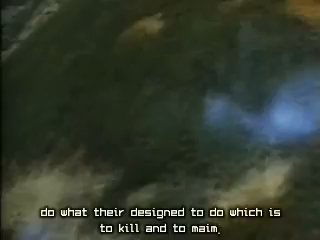 do what their designed to do which is
to kill and to maim.